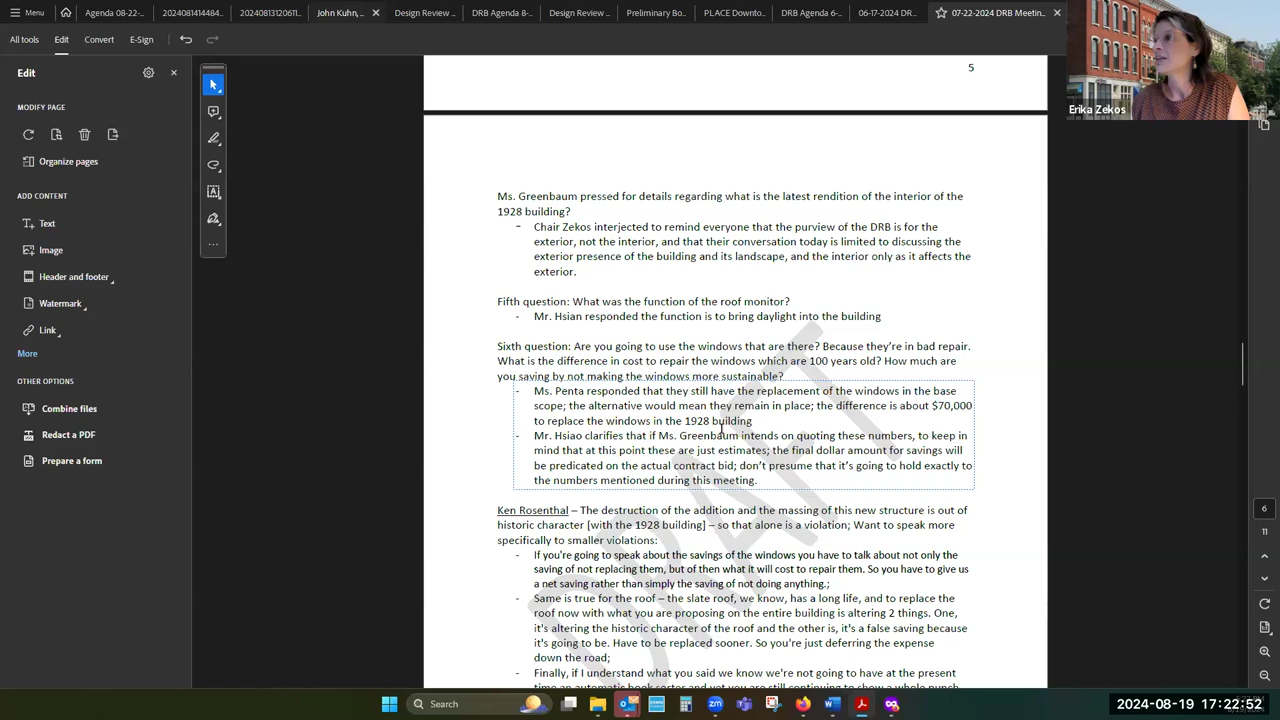 Menu
Agenda 08-22-...
202408141448...
20240813120611...
John Kuhn,...
Design Review ...
DRB Agenda 8-...
Design Review ...
Preliminary Bo...
PLACE Downto...
DRB Agenda 6-...
06-17-2024 DR...
07-22-2024 DRB Meetin...
All tools
Edit
Convert
E-Sign
Edit
MODIFY PAGE
Organize pages
ADD CONTENT
Text
Image
Header and footer
Watermark
Link
More
OTHER OPTIONS
Combine files
Redact a PDF
Prepare a form
Erika Zekos
5
Ms. Greenbaum pressed for details regarding what is the latest rendition of the interior of the
1928 building?
- Chair Zekos interjected to remind everyone that the purview of the DRB is for the
exterior, not the interior, and that their conversation today is limited to discussing the
exterior presence of the building and its landscape, and the interior only as it affects the
exterior.
Fifth question: What was the function of the roof monitor?
- Mr. Hsian responded the function is to bring daylight into the building
Sixth question: Are you going to use the windows that are there? Because they're in bad repair.
What is the difference in cost to repair the windows which are 100 years old? How much are
you saving by not making the windows more sustainable?
- Ms. Penta responded that they still have the replacement of the windows in the base
scope; the alternative would mean they remain in place; the difference is about $70,000
to replace the windows in the 1928 building
- Mr. Hsiao clarifies that if Ms. Greenbaum intends on quoting these numbers, to keep in
mind that at this point these are just estimates; the final dollar amount for savings will
be predicated on the actual contract bid; don't presume that it's going to hold exactly to
the numbers mentioned during this meeting.
Ken Rosenthal – The destruction of the addition and the massing of this new structure is out of
historic character [with the 1928 building] – so that alone is a violation; Want to speak more
specifically to smaller violations:
- If you're going to speak about the savings of the windows you have to talk about not only the
saving of not replacing them, but of then what it will cost to repair them. So you have to give us
a net saving rather than simply the saving of not doing anything.;
- Same is true for the roof – the slate roof, we know, has a long life, and to replace the
roof now with what you are proposing on the entire building is altering 2 things. One,
it's altering the historic character of the roof and the other is, it's a false saving because
it's going to be. Have to be replaced sooner. So you're just deferring the expense
down the road;
- Finally, if I understand what you said we know we're not going to have at the present
time an automatic book sorter and yet you are still continuing to show a whole punch
DRAFT
6
11
Search
2024-08-19 17:22:52